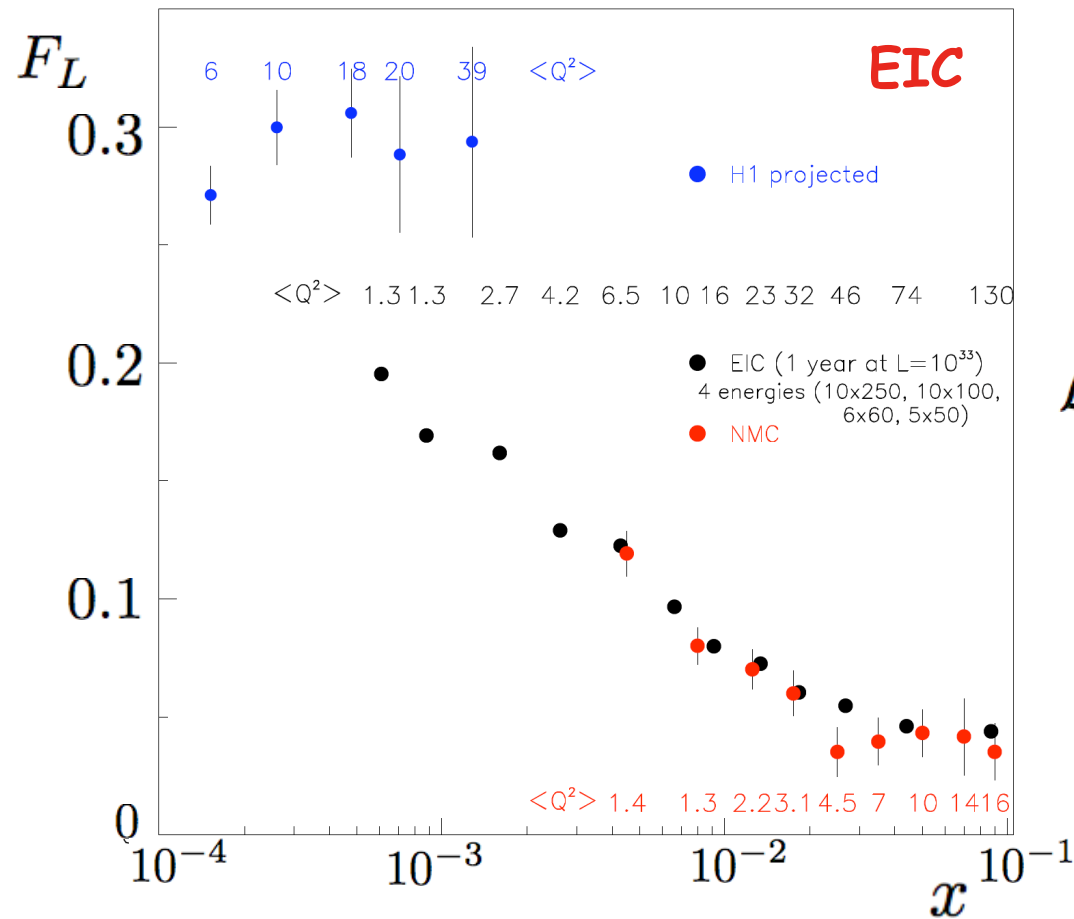 F_L
EIC
6 10 18 20 39 <Q²>
0.3
H1 projected
<Q²> 1.3 1.3 2.7 4.2 6.5 10 16 23 32 46 74 130
0.2
EIC (1 year at L=10³³)
4 energies (10x250, 10x100,
6x60, 5x50)
NMC
0.1
<Q²> 1.4 1.3 2.2 3.1 4.5 7 10 14 16
0
10⁻⁴ 10⁻³ 10⁻² 10⁻¹
x